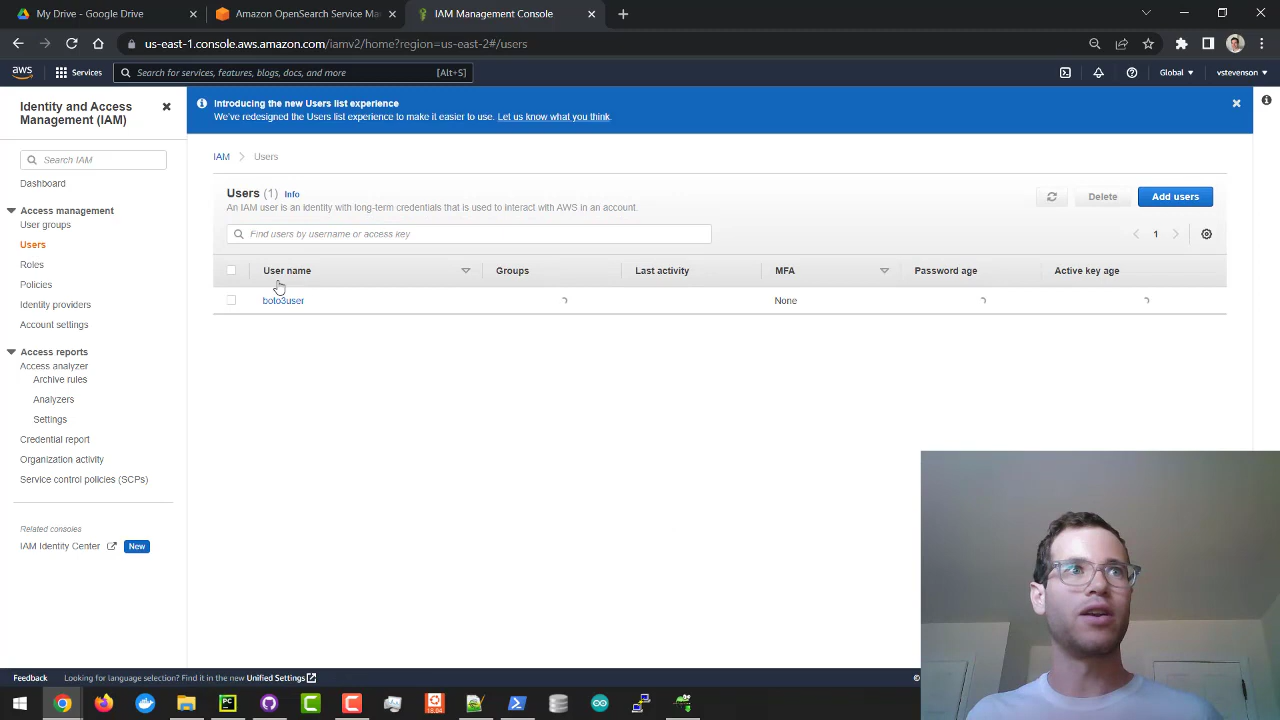 My Drive - Google Drive
Amazon OpenSearch Service Ma
IAM Management Console
us-east-1.console.aws.amazon.com/iamv2/home?region=us-east-2#/users
aws
Services
Search for services, features, blogs, docs, and more
[Alt+S]
Global
vstevenson
Identity and Access
Management (IAM)
Search IAM
Dashboard
Access management
User groups
Users
Roles
Policies
Identity providers
Account settings
Access reports
Access analyzer
Archive rules
Analyzers
Settings
Credential report
Organization activity
Service control policies (SCPs)
Related consoles
IAM Identity Center
New
Introducing the new Users list experience
We've redesigned the Users list experience to make it easier to use. Let us know what you think.
IAM > Users
Users (1) Info
An IAM user is an identity with long-term credentials that is used to interact with AWS in an account.
Delete
Add users
Find users by username or access key
1
User name
Groups
Last activity
MFA
Password age
Active key age
boto3user
None
Feedback
Looking for language selection? Find it in the new Unified Settings
©
PC
18.04